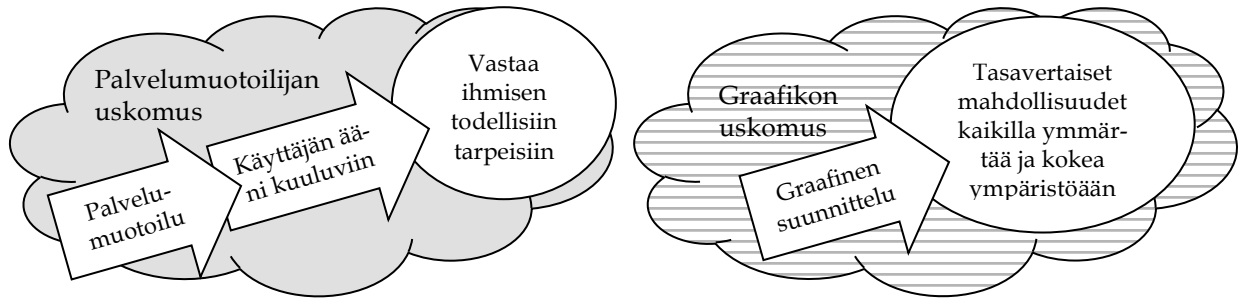 Palvelumuotoilijan
uskomus
Palvelu-
muotoilu
Käyttäjän ää-
ni kuuluviin
Vastaa
ihmisen
todellisiin
tarpeisiin
Graafikon
uskomus
Graafinen
suunnittelu
Tasavertaiset
mahdollisuudet
kaikilla ymmär-
tää ja kokea
ympäristöään